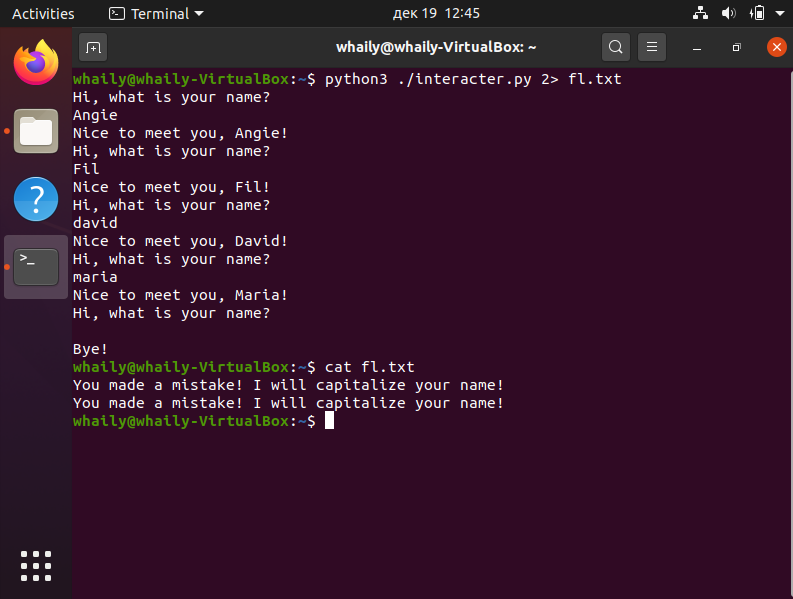 Activities Terminal дек 19 12:45
whaily@whaily-VirtualBox: ~
whaily@whaily-VirtualBox:~$ python3 ./interacter.py 2> fl.txt
Hi, what is your name?
Angie
Nice to meet you, Angie!
Hi, what is your name?
Fil
Nice to meet you, Fil!
Hi, what is your name?
david
Nice to meet you, David!
Hi, what is your name?
maria
Nice to meet you, Maria!
Hi, what is your name?
Bye!
whaily@whaily-VirtualBox:~$ cat fl.txt
You made a mistake! I will capitalize your name!
You made a mistake! I will capitalize your name!
whaily@whaily-VirtualBox:~$